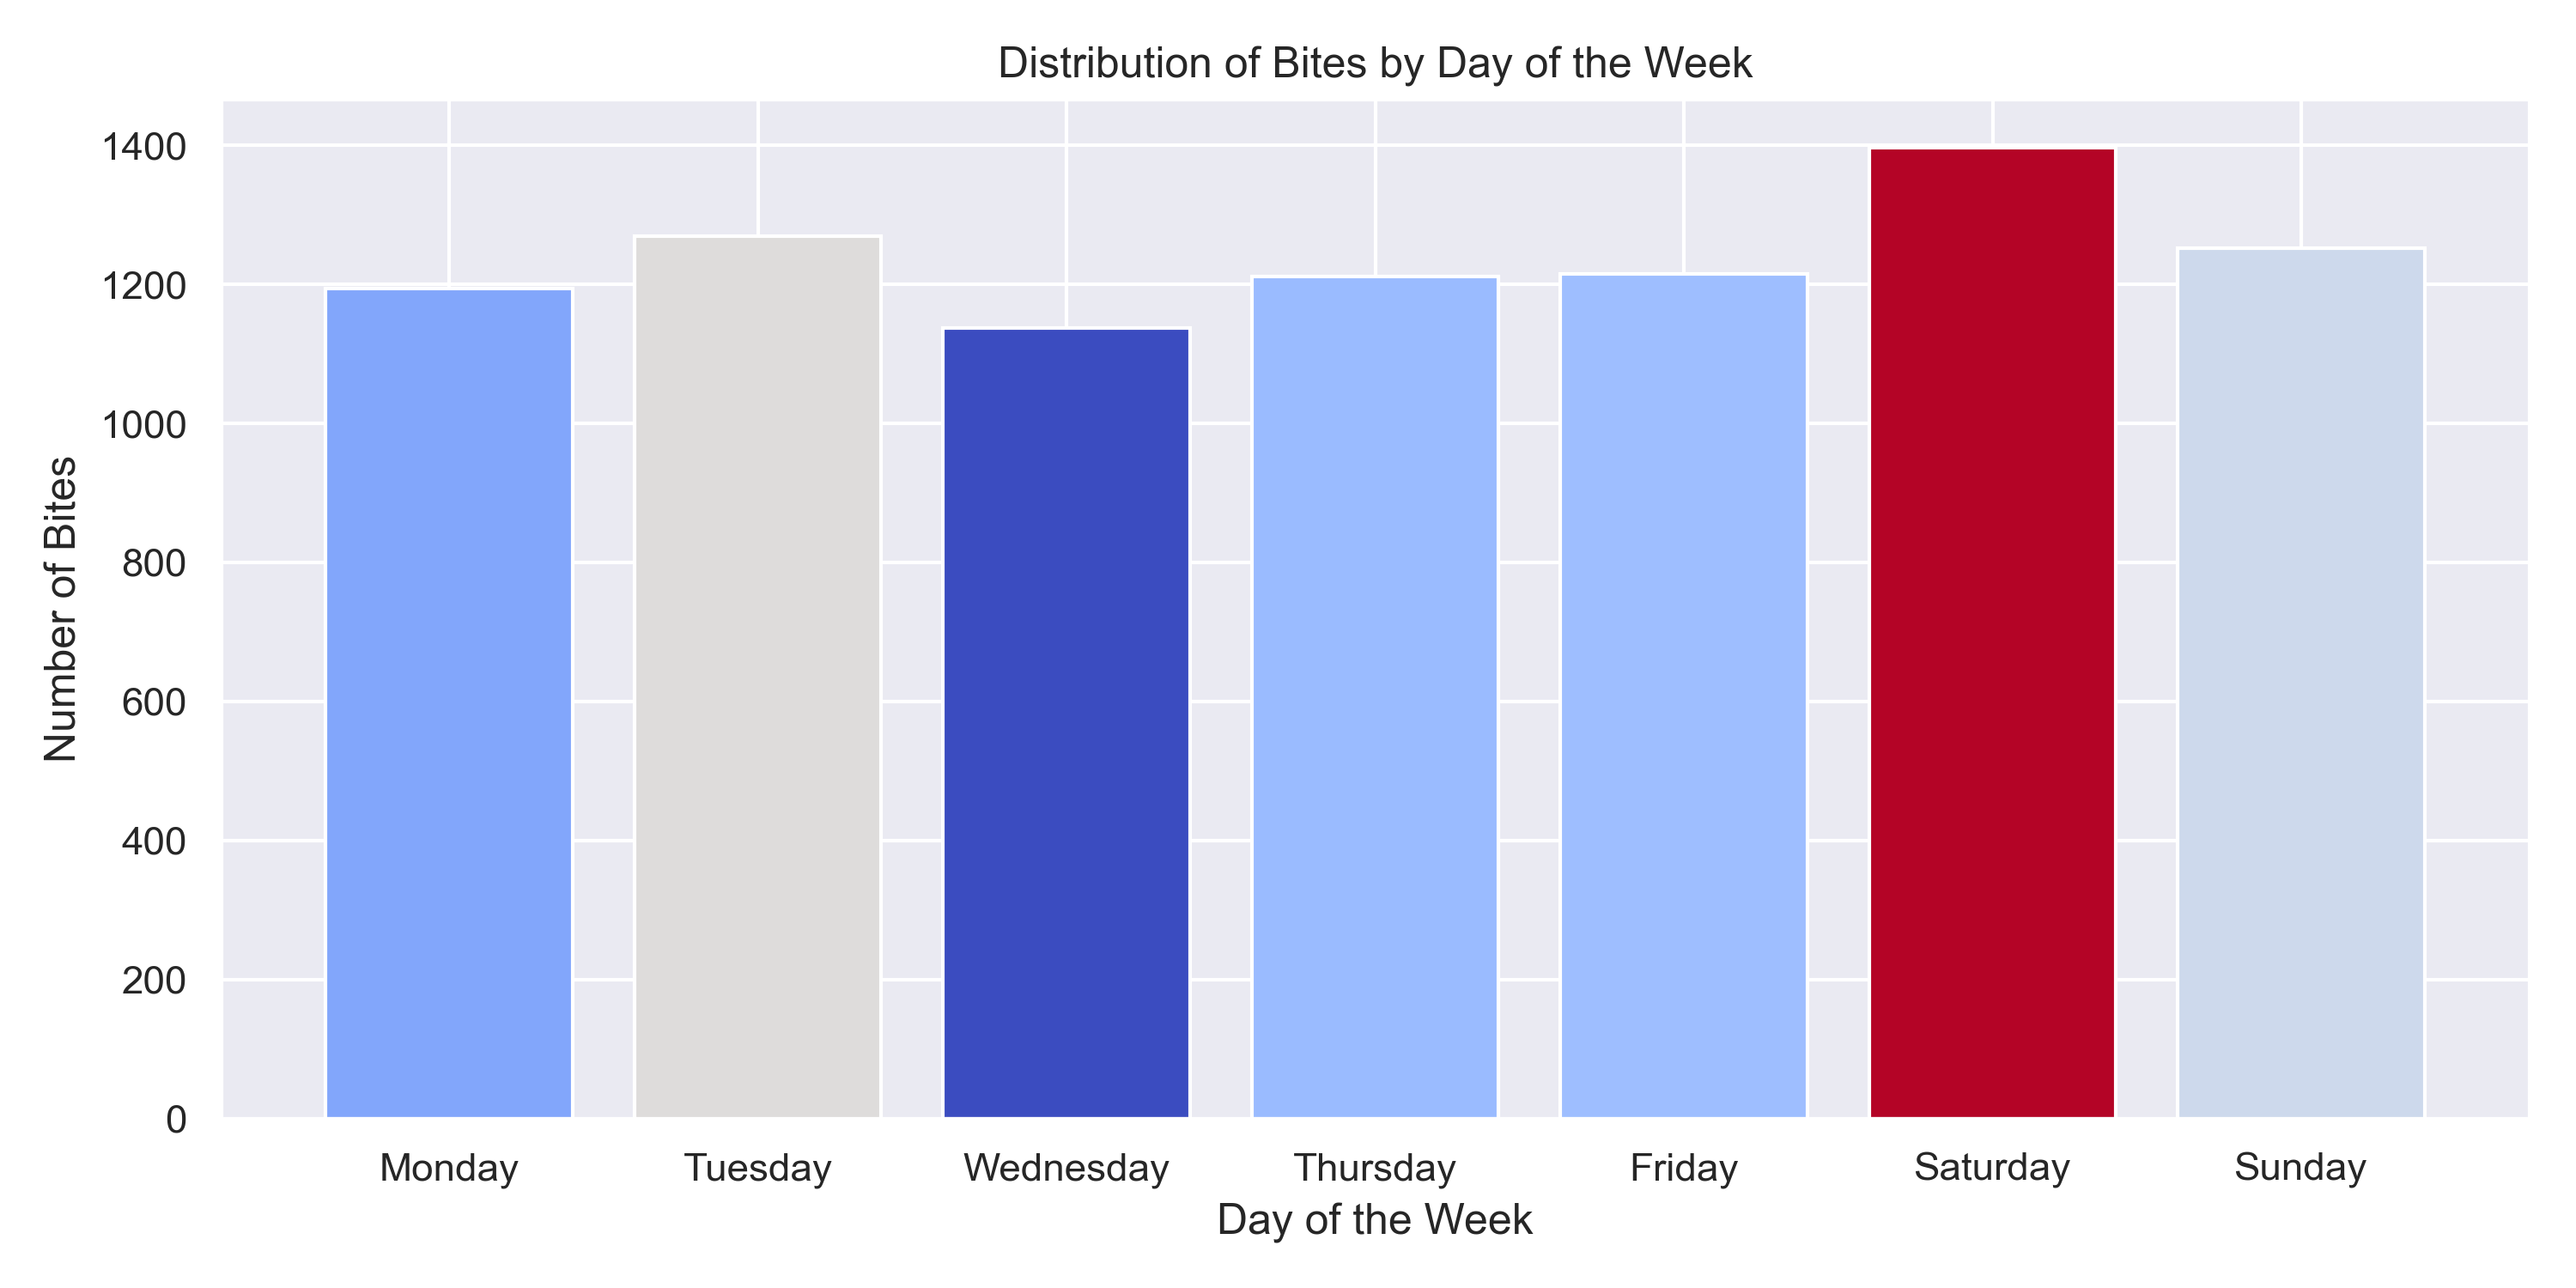 Distribution of Bites by Day of the Week
1400
1200
1000
800
600
400
200
0
Number of Bites
Monday Tuesday Wednesday Thursday Friday Saturday Sunday
Day of the Week